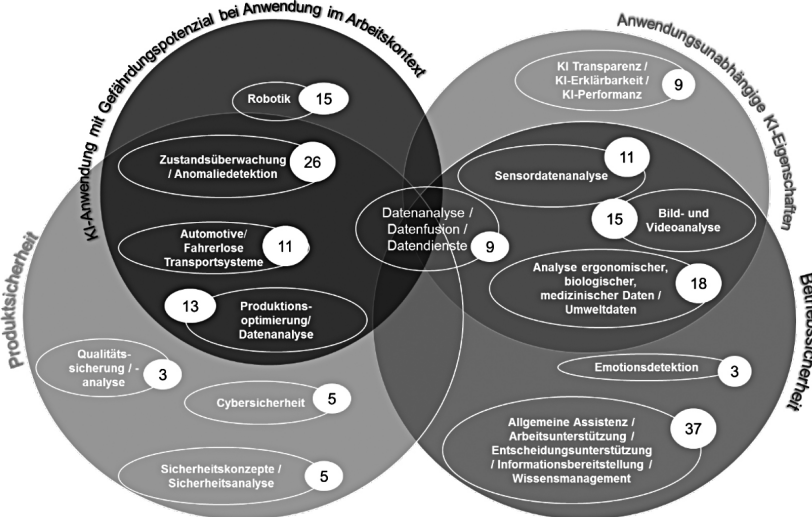 KI-Anwendung mit Gefährdungspotenzial bei Anwendung im Arbeitskontext
Anwendungsunabhängige KI-Eigenschaften
Produktsicherheit
Betriebssicherheit
Robotik
15
Zustandsüberwachung
/ Anomaliedetektion
26
Automotive/
Fahrerlose
Transportsysteme
11
13
Produktions-
optimierung/
Datenanalyse
Qualitäts-
sicherung / -
analyse
3
Cybersicherheit
5
Sicherheitskonzepte /
Sicherheitsanalyse
5
Datenanalyse /
Datenfusion /
Datendienste
9
KI Transparenz /
KI-Erklärbarkeit /
KI-Performanz
9
Sensordatenanalyse
11
15
Bild- und
Videoanalyse
Analyse ergonomischer,
biologischer,
medizinischer Daten /
Umweltdaten
18
Emotionsdetektion
3
Allgemeine Assistenz /
Arbeitsunterstützung /
Entscheidungsunterstützung
/ Informationsbereitstellung /
Wissensmanagement
37